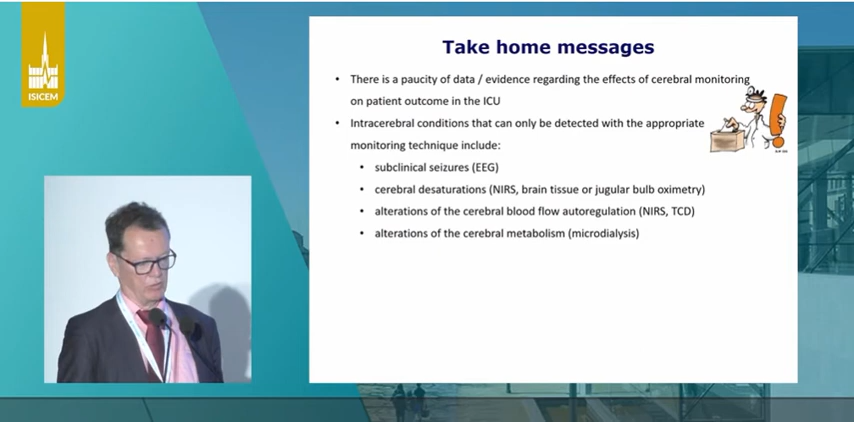 ISICEM
Take home messages
• There is a paucity of data / evidence regarding the effects of cerebral monitoring
on patient outcome in the ICU
• Intracerebral conditions that can only be detected with the appropriate
monitoring technique include:
• subclinical seizures (EEG)
• cerebral desaturations (NIRS, brain tissue or jugular bulb oximetry)
• alterations of the cerebral blood flow autoregulation (NIRS, TCD)
• alterations of the cerebral metabolism (microdialysis)